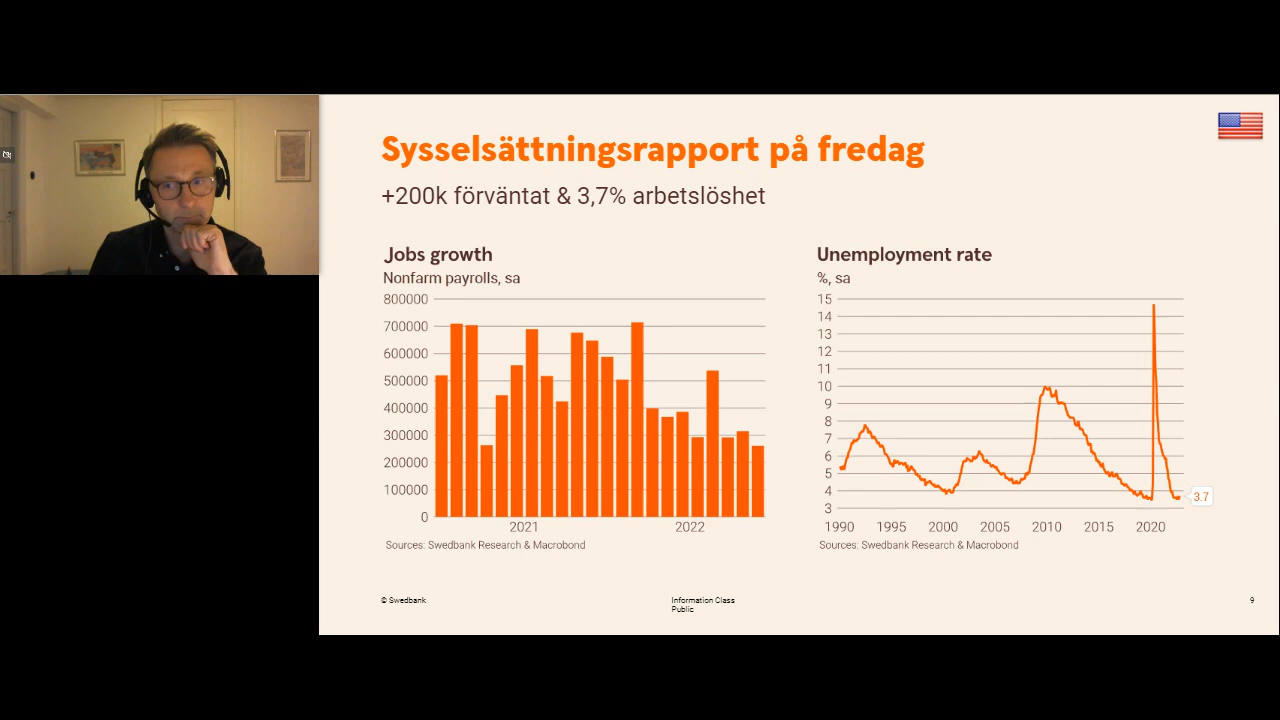 Sysselsättningsrapport på fredag
+200k förväntat & 3,7% arbetslöshet
Jobs growth
Nonfarm payrolls, sa
800000
700000
600000
500000
400000
300000
200000
100000
0
2021 2022
Sources: Swedbank Research & Macrobond
Unemployment rate
%, sa
15
14
13
12
11
10
9
8
7
6
5
4
3
3.7
1990 1995 2000 2005 2010 2015 2020
Sources: Swedbank Research & Macrobond
© Swedbank
Information Class
Public
9